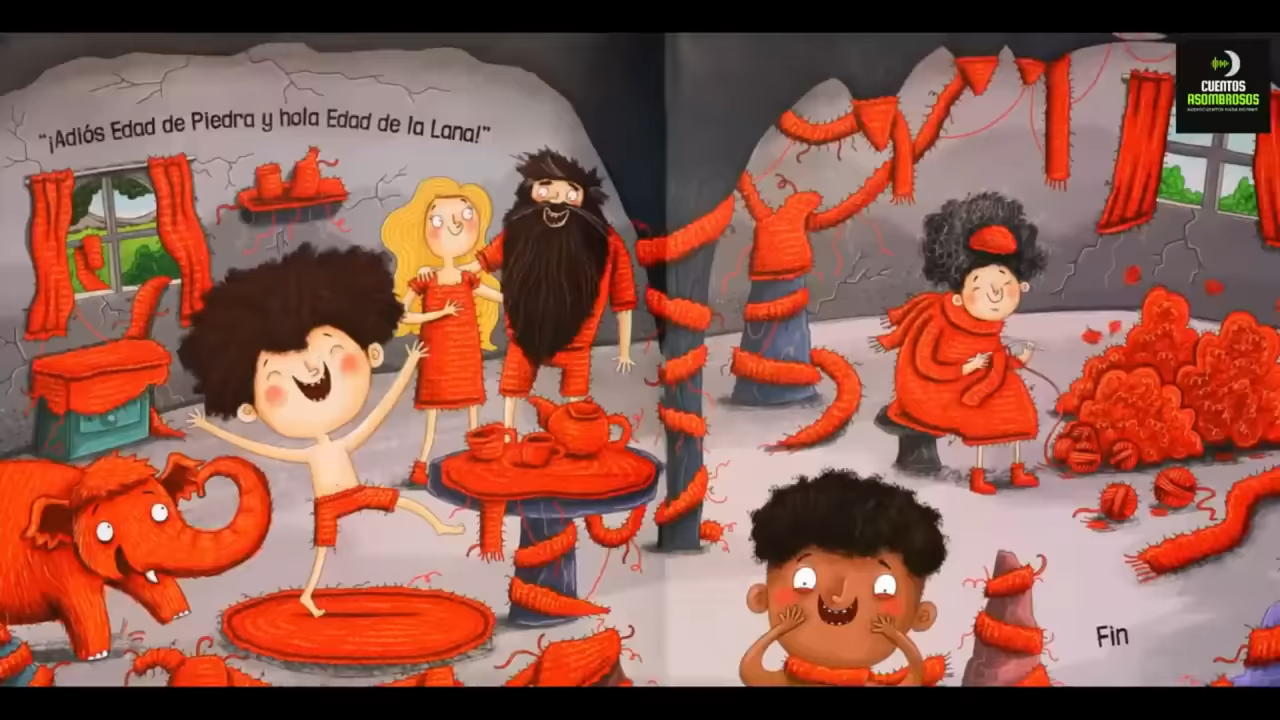 “¡Adiós Edad de Piedra y hola Edad de la Lana!”
CUENTOS
ASOMBROSOS
Fin